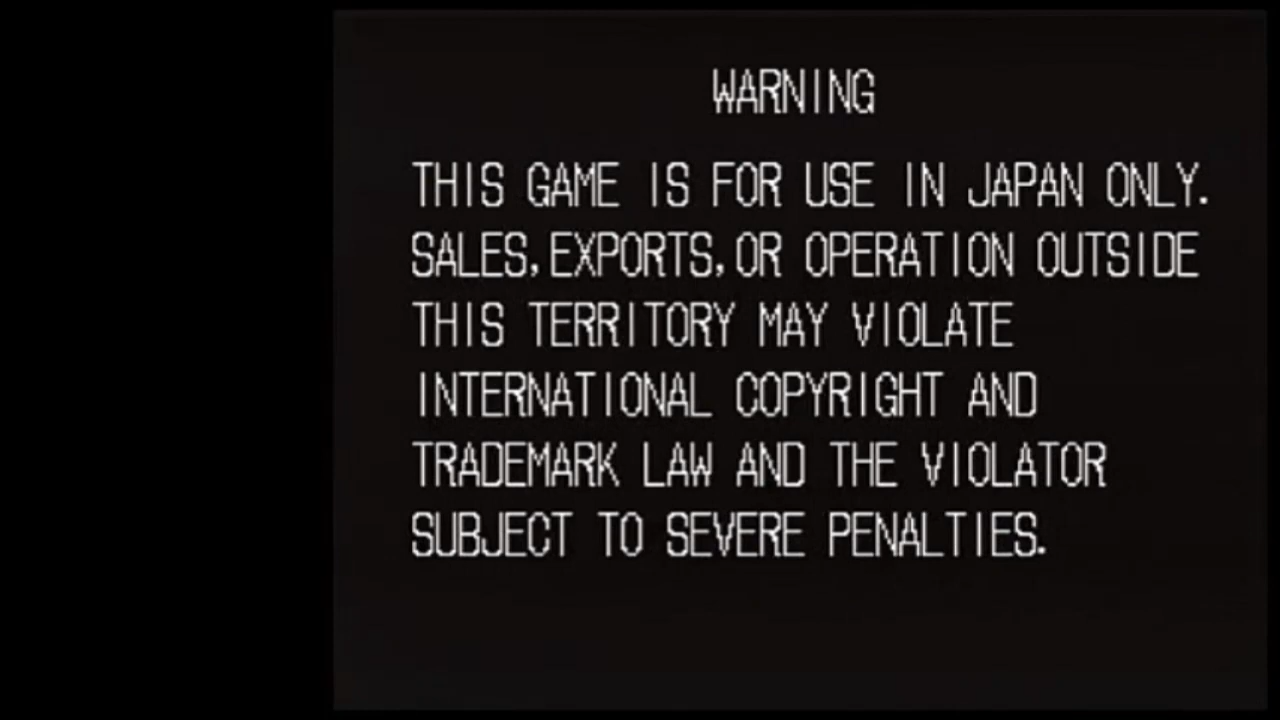 WARNING
THIS GAME IS FOR USE IN JAPAN ONLY.
SALES,EXPORTS,OR OPERATION OUTSIDE
THIS TERRITORY MAY VIOLATE
INTERNATIONAL COPYRIGHT AND
TRADEMARK LAW AND THE VIOLATOR
SUBJECT TO SEVERE PENALTIES.